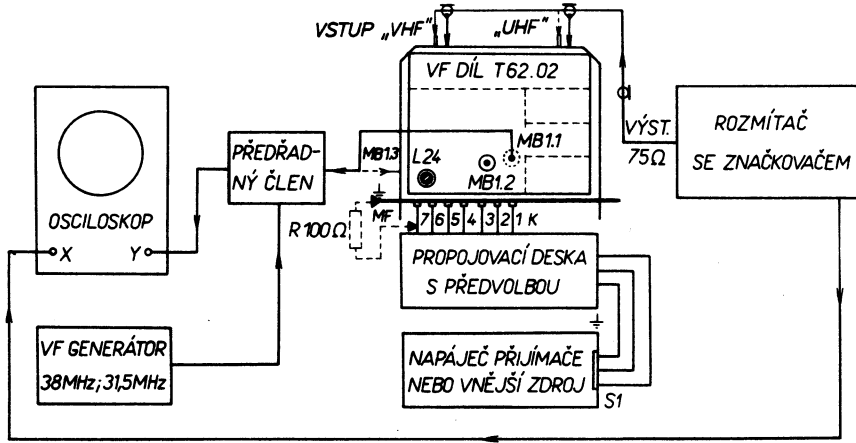 VSTUP „VHF"
„UHF"
VF DÍL T62.02
OSCILOSKOP
X
Y
PŘEDŘAD-
NÝ ČLEN
MB1.3
L24
MB1.2
MB1.1
VÝST.
75Ω
ROZMÍTAČ
SE ZNAČKOVAČEM
R 100Ω
MF
7 6 5 4 3 2 1 K
PROPOJOVACÍ DESKA
S PŘEDVOLBOU
VF GENERÁTOR
38MHz; 31,5MHz
NAPÁJEČ PŘIJÍMAČE
NEBO VNĚJŠÍ ZDROJ
S1